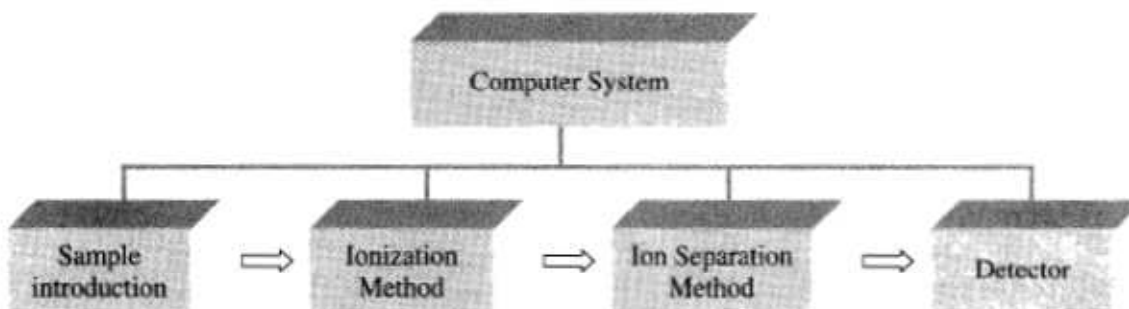 Computer System
Sample
introduction
Ionization
Method
Ion Separation
Method
Detector